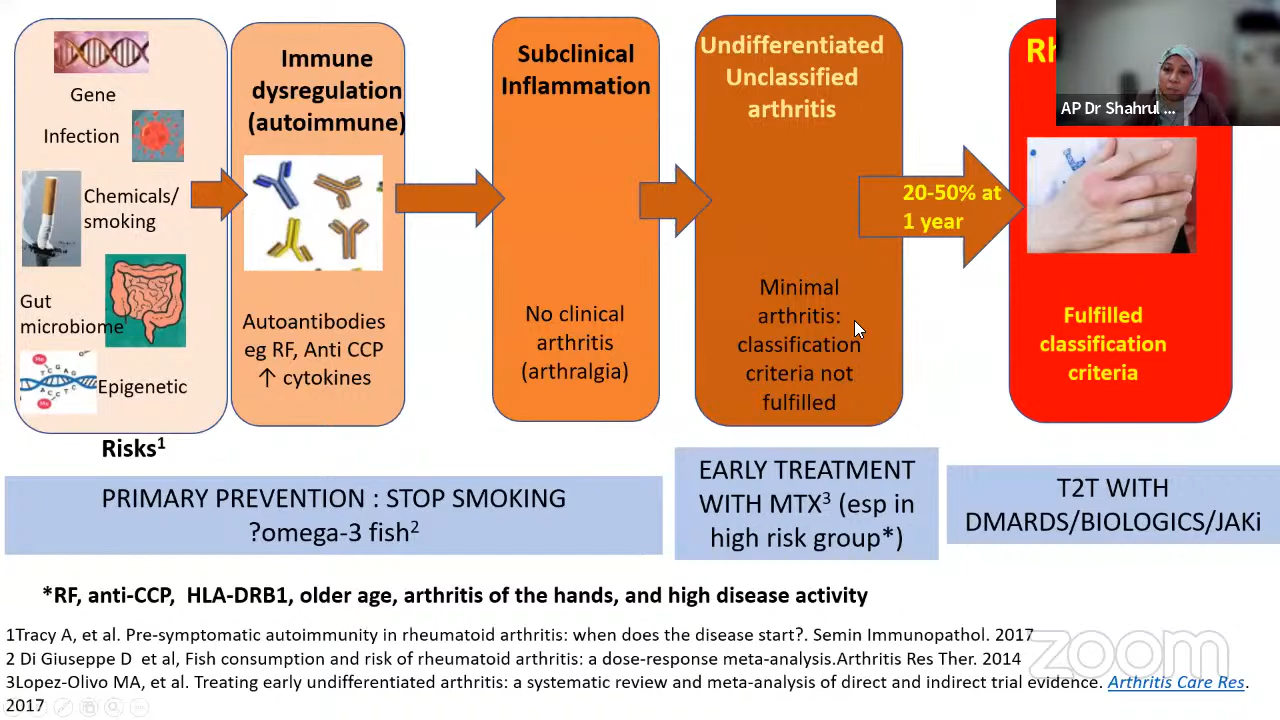 Gene
Infection
Chemicals/
smoking
Gut
microbiome
Epigenetic
Risks1
Immune
dysregulation
(autoimmune)
Autoantibodies
eg RF, Anti CCP
↑ cytokines
Subclinical
Inflammation
No clinical
arthritis
(arthralgia)
Undifferentiated
Unclassified
arthritis
Minimal
arthritis:
classification
criteria not
fulfilled
20-50% at
1 year
Rh
AP Dr Shahrul ...
Fulfilled
classification
criteria
PRIMARY PREVENTION : STOP SMOKING
?omega-3 fish2
EARLY TREATMENT
WITH MTX3 (esp in
high risk group*)
T2T WITH
DMARDS/BIOLOGICS/JAKi
*RF, anti-CCP,  HLA-DRB1, older age, arthritis of the hands, and high disease activity
1Tracy A, et al. Pre-symptomatic autoimmunity in rheumatoid arthritis: when does the disease start?. Semin Immunopathol. 2017
2 Di Giuseppe D  et al, Fish consumption and risk of rheumatoid arthritis: a dose-response meta-analysis.Arthritis Res Ther. 2014
3Lopez-Olivo MA, et al. Treating early undifferentiated arthritis: a systematic review and meta-analysis of direct and indirect trial evidence. Arthritis Care Res.
2017
zoom